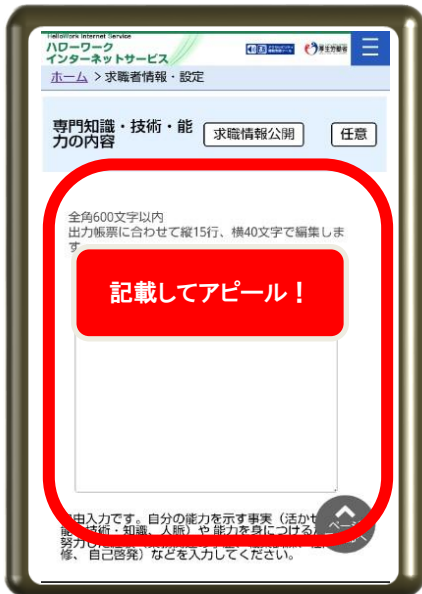 HelloWork Internet Service
ハローワーク
インターネットサービス
厚生労働省
ホーム > 求職者情報・設定
専門知識・技術・能
力の内容
求職情報公開
任意
全角600文字以内
出力帳票に合わせて縦15行、横40文字で編集しま
す
記載してアピール！
由入力です。自分の能力を示す事実（活かせ
技術・知識、人脈）や 能力を身につける
努力した
修、自己啓発）などを入力してください。
ペー